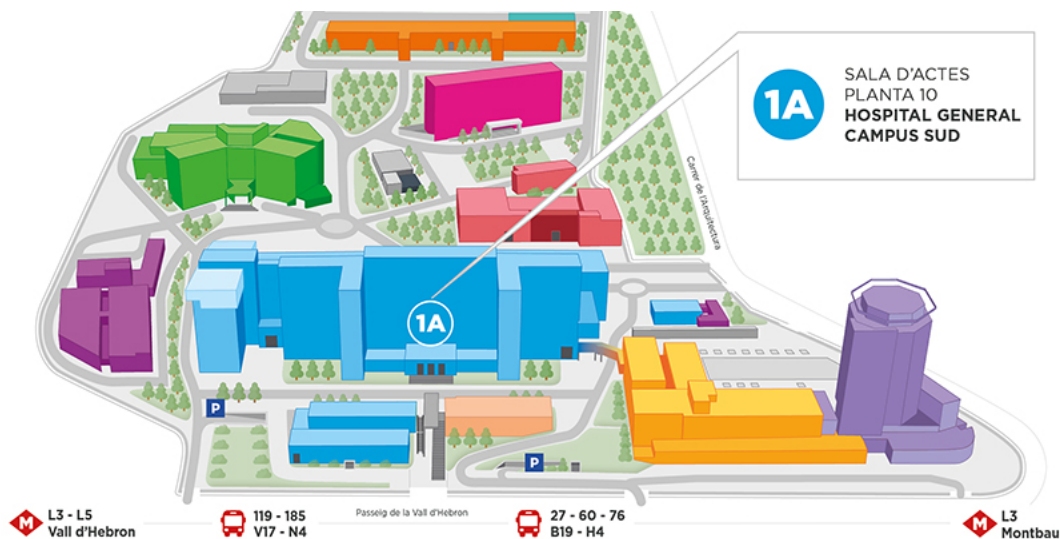 1A
SALA D'ACTES
PLANTA 10
HOSPITAL GENERAL
CAMPUS SUD
Carrer de l'Arquitectura
1A
P
P
M
L3 - L5
Vall d'Hebron
119 - 185
V17 - N4
Passeig de la Vall d'Hebron
27 - 60 - 76
B19 - H4
M
L3
Montbau